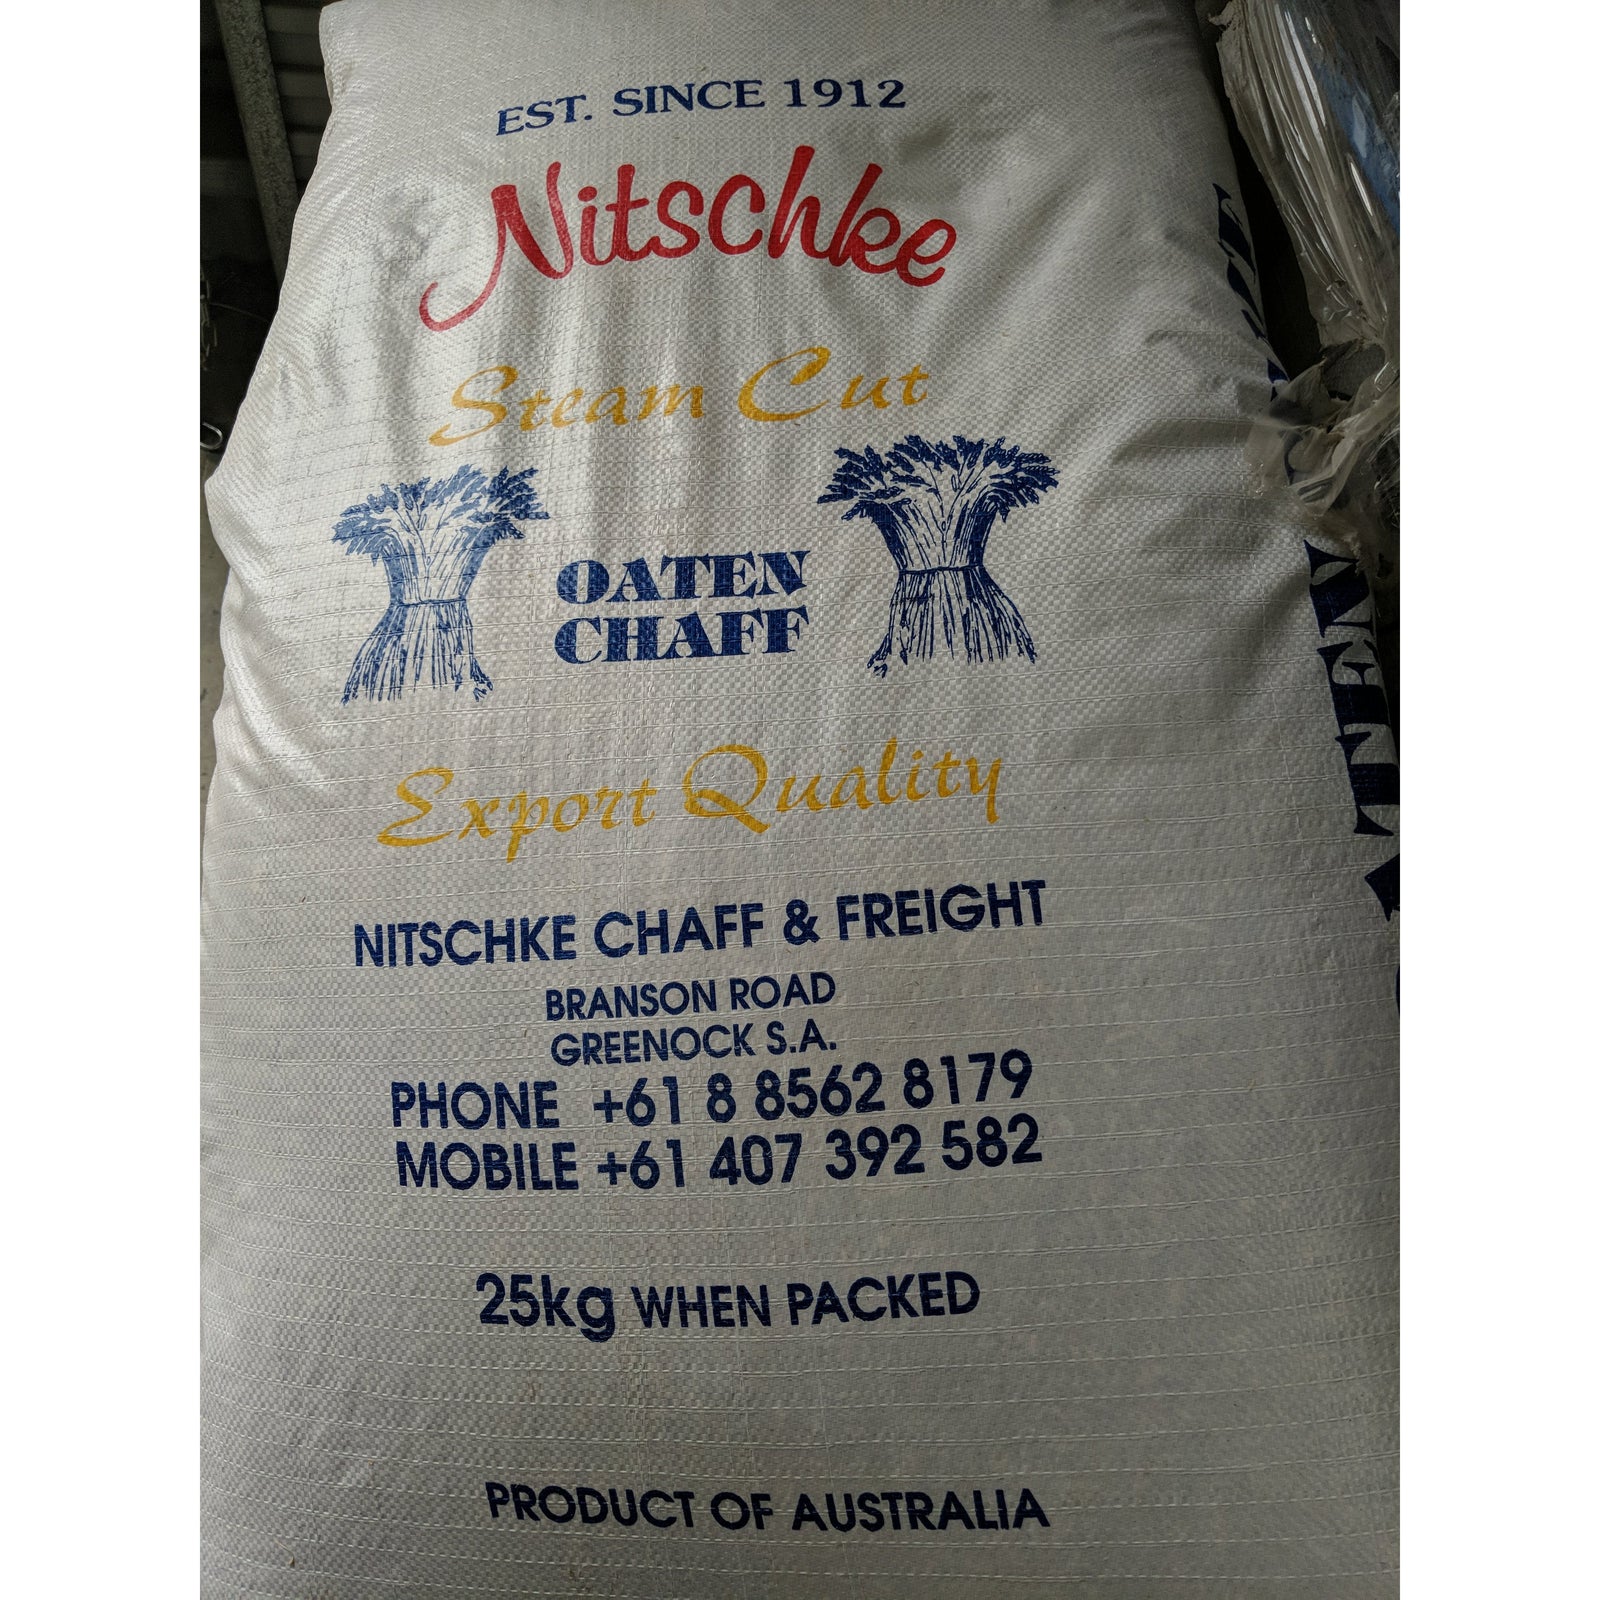 EST. SINCE 1912
Nitschke
Steam Cut
OATEN
CHAFF
Export Quality
NITSCHKE CHAFF & FREIGHT
BRANSON ROAD
GREENOCK S.A.
PHONE +61 8 8562 8179
MOBILE +61 407 392 582
25kg WHEN PACKED
PRODUCT OF AUSTRALIA